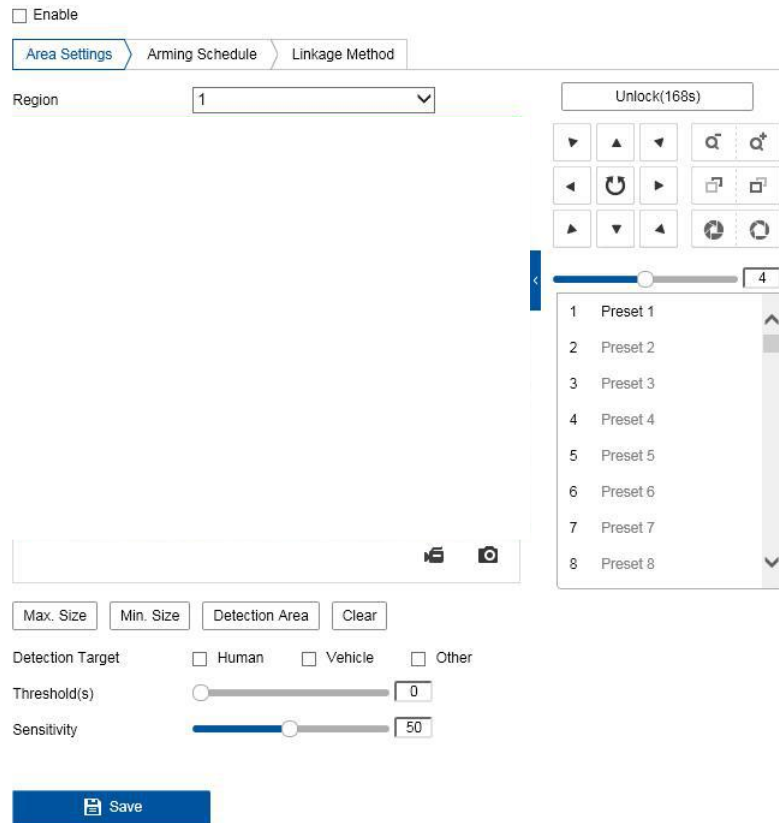 Enable
Area Settings
Arming Schedule
Linkage Method
Region
1
Unlock(168s)
4
1 Preset 1
2 Preset 2
3 Preset 3
4 Preset 4
5 Preset 5
6 Preset 6
7 Preset 7
8 Preset 8
Max. Size
Min. Size
Detection Area
Clear
Detection Target
Human
Vehicle
Other
Threshold(s)
0
Sensitivity
50
Save